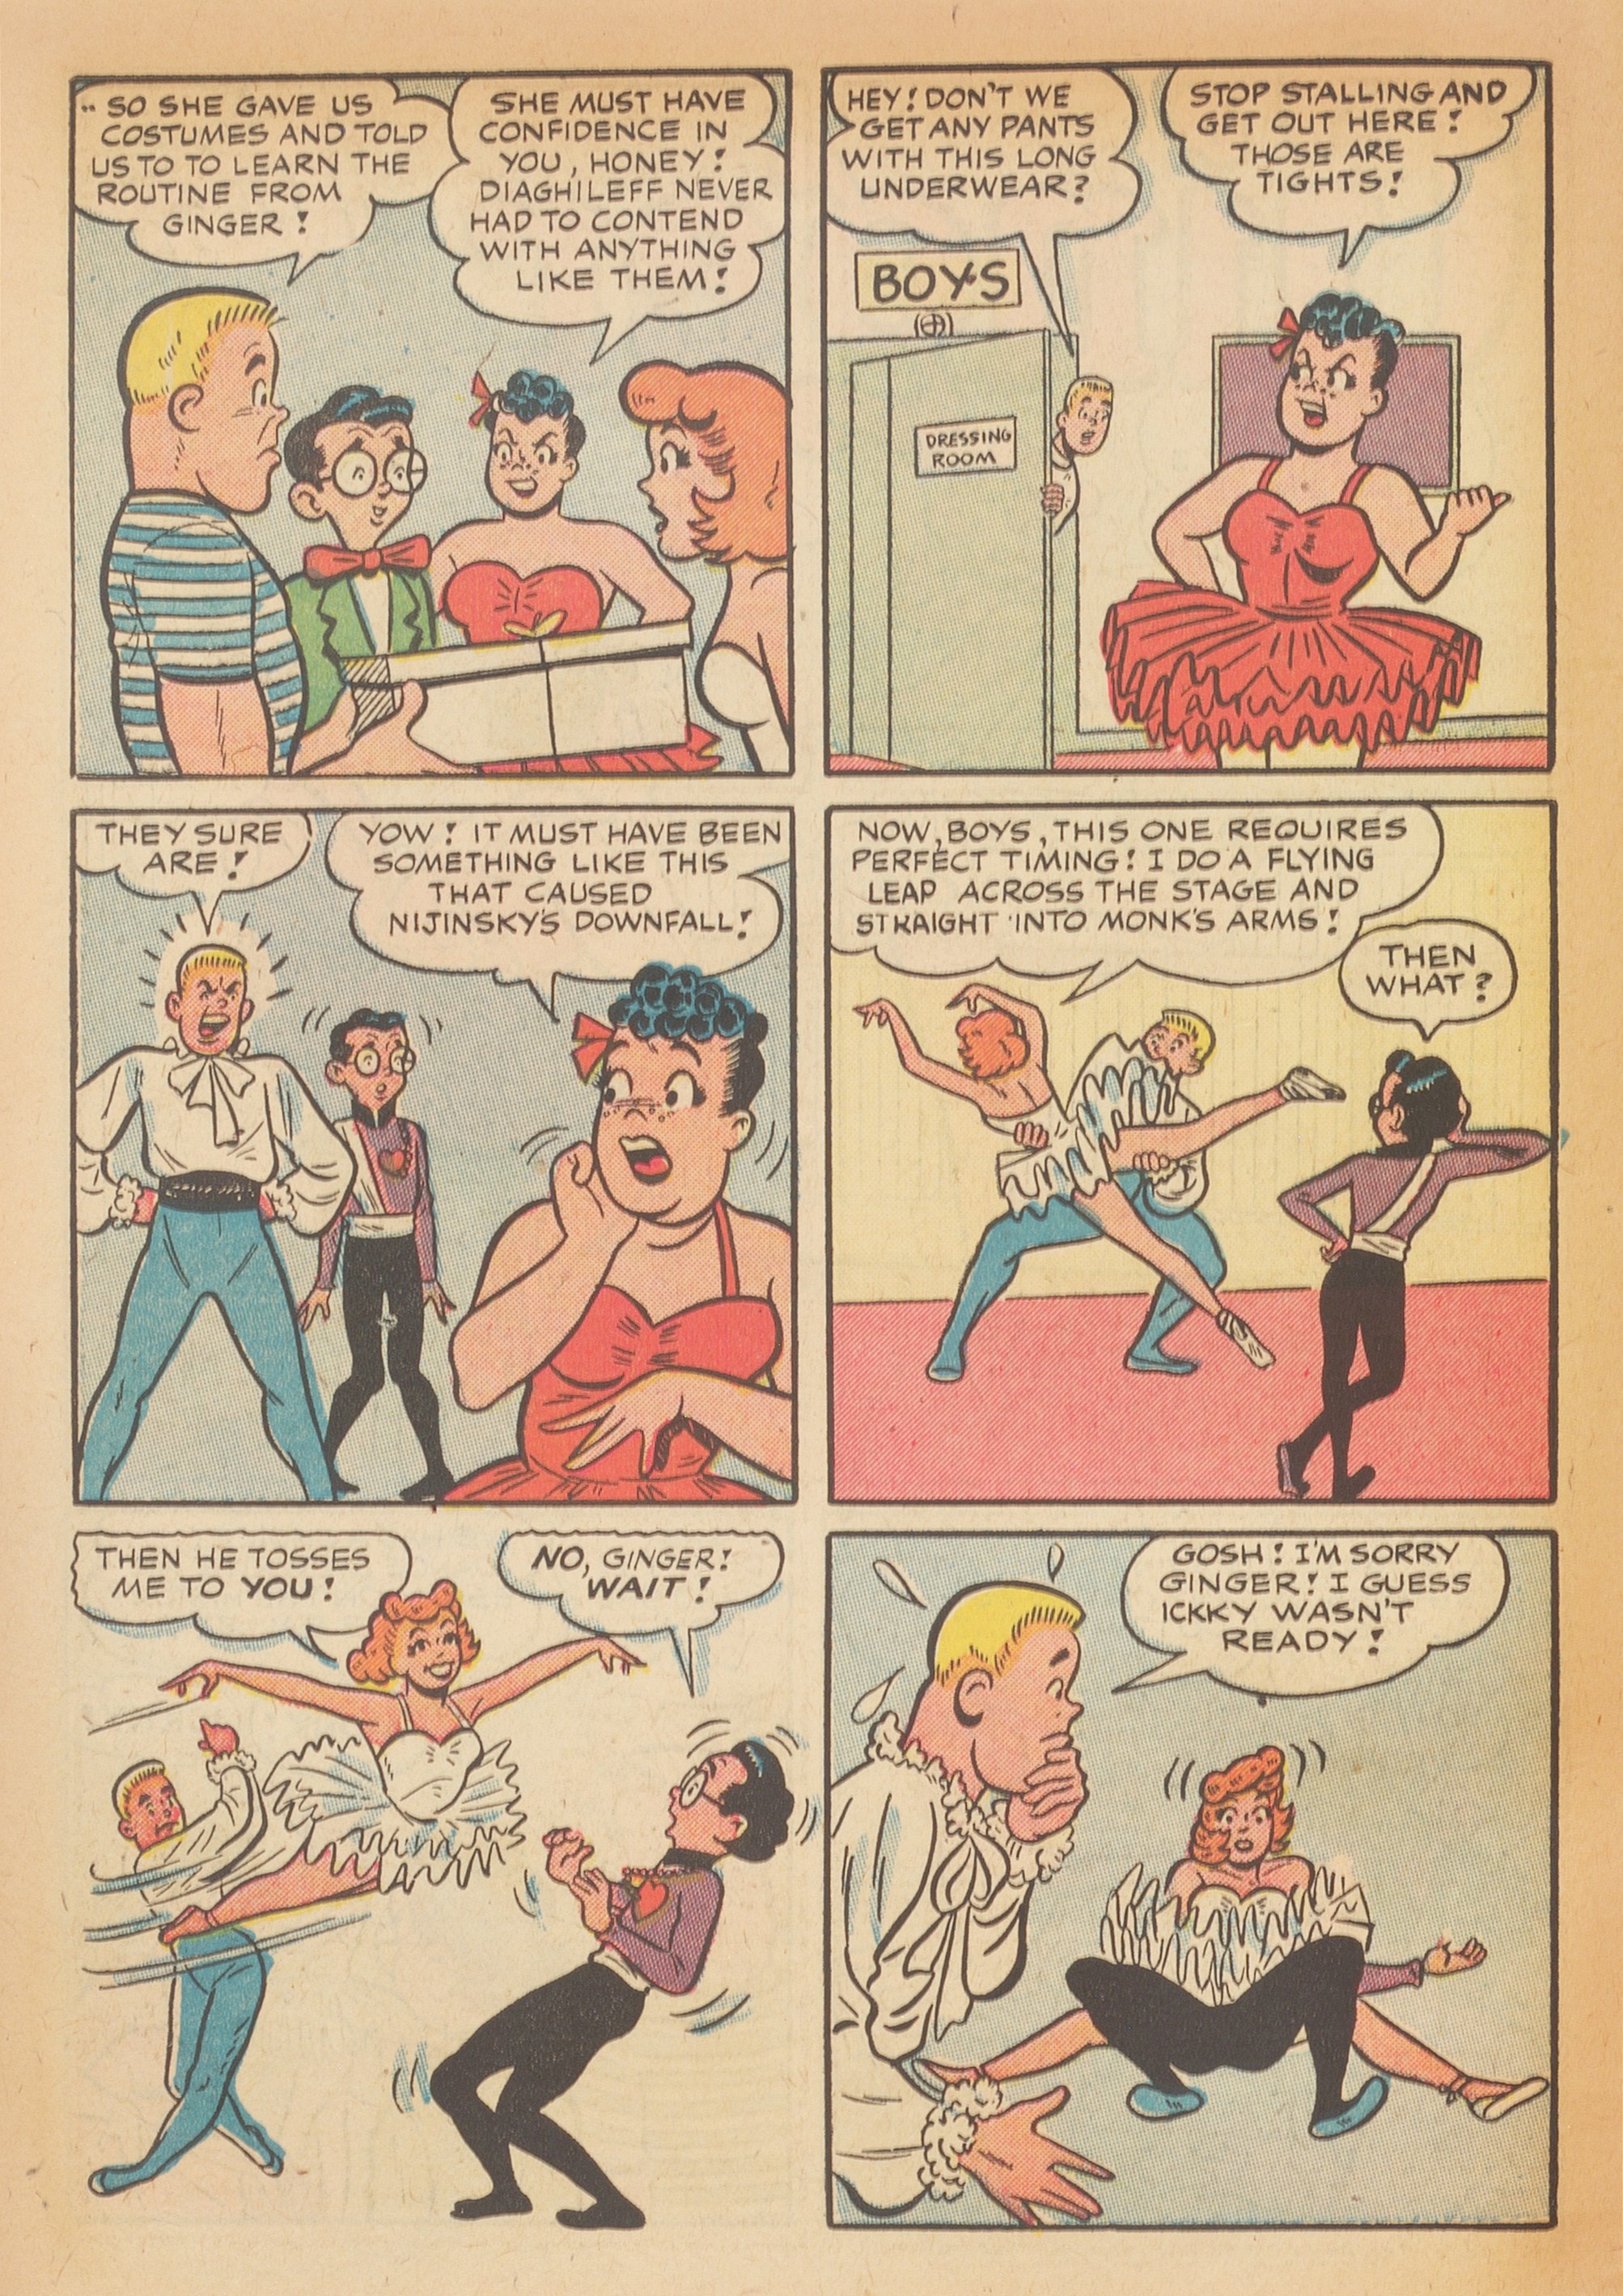 "SO SHE GAVE US
COSTUMES AND TOLD
US TO TO LEARN THE
ROUTINE FROM
GINGER!
SHE MUST HAVE
CONFIDENCE IN
YOU, HONEY!
DIAGHILEFF NEVER
HAD TO CONTEND
WITH ANYTHING
LIKE THEM!
HEY! DON'T WE
GET ANY PANTS
WITH THIS LONG
UNDERWEAR?
STOP STALLING AND
GET OUT HERE!
THOSE ARE
TIGHTS!
BOYS
DRESSING
ROOM
THEY SURE
ARE!
YOW! IT MUST HAVE BEEN
SOMETHING LIKE THIS
THAT CAUSED
NIJINSKY'S DOWNFALL!
NOW, BOYS, THIS ONE REQUIRES
PERFECT TIMING! I DO A FLYING
LEAP ACROSS THE STAGE AND
STRAIGHT INTO MONK'S ARMS!
THEN
WHAT?
THEN HE TOSSES
ME TO YOU!
NO, GINGER!
WAIT!
GOSH! I'M SORRY
GINGER! I GUESS
ICKKY WASN'T
READY!